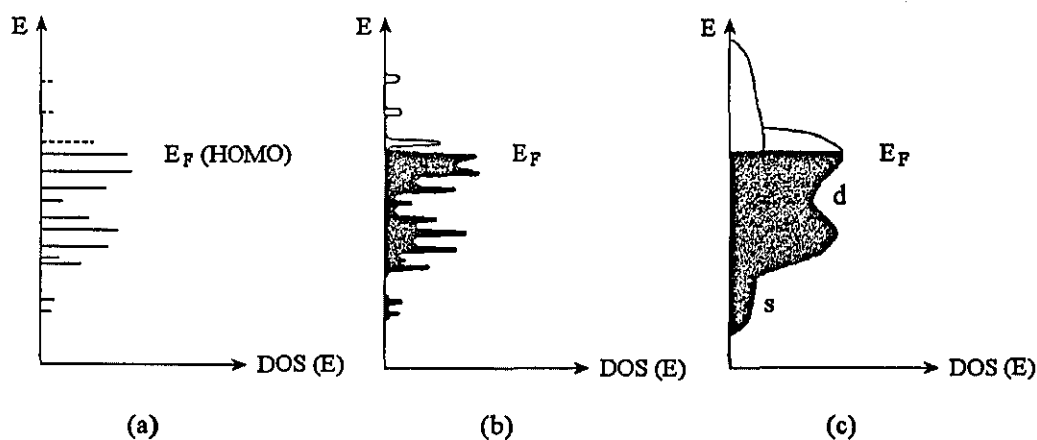 E
E_F (HOMO)
DOS (E)
(a)
E
E_F
DOS (E)
(b)
E
E_F
d
s
DOS (E)
(c)